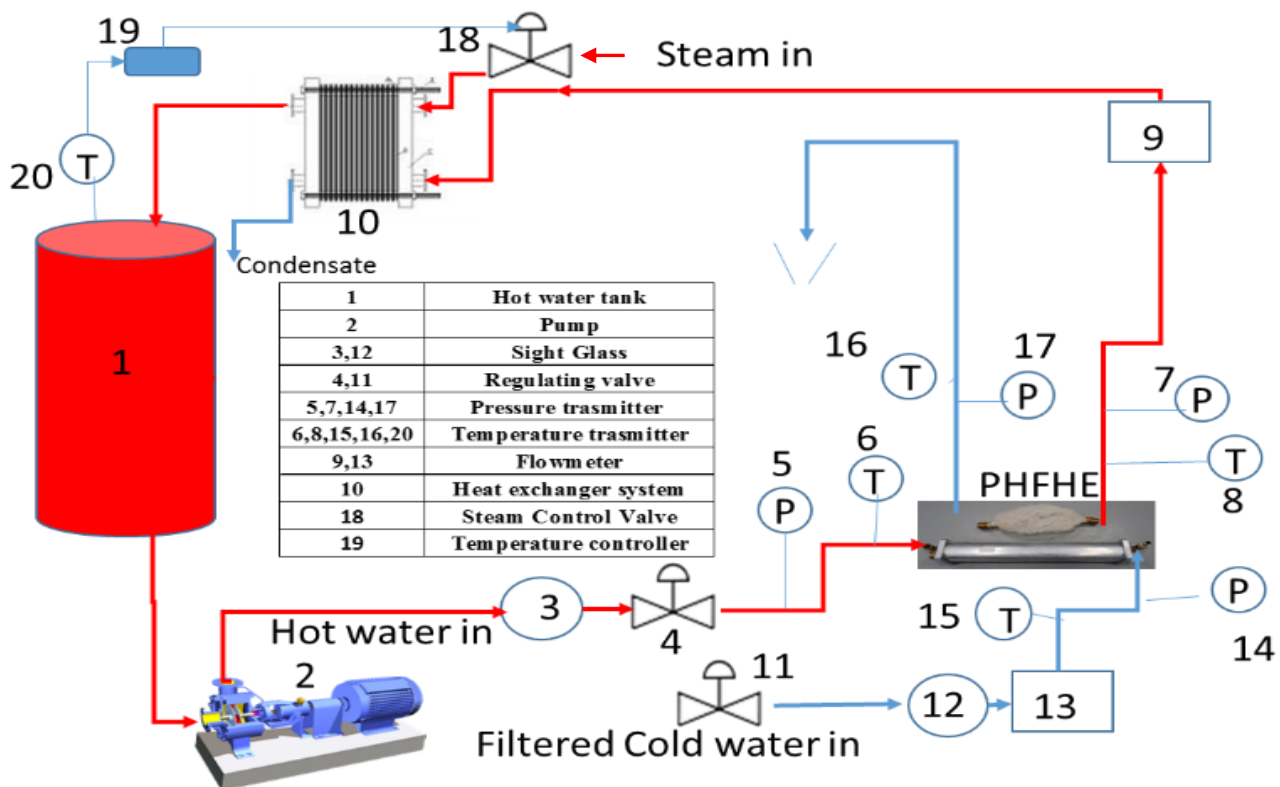 19
18
Steam in
T
20
9
10
Condensate
1
1 Hot water tank
2 Pump
3,12 Sight Glass
4,11 Regulating valve
5,7,14,17 Pressure trasmitter
6,8,15,16,20 Temperature trasmitter
9,13 Flowmeter
10 Heat exchanger system
18 Steam Control Valve
19 Temperature controller
16
T
17
P
7
P
6
T
5
P
T
8
PHFHE
3
4
Hot water in
2
15
T
P
14
11
12
13
Filtered Cold water in